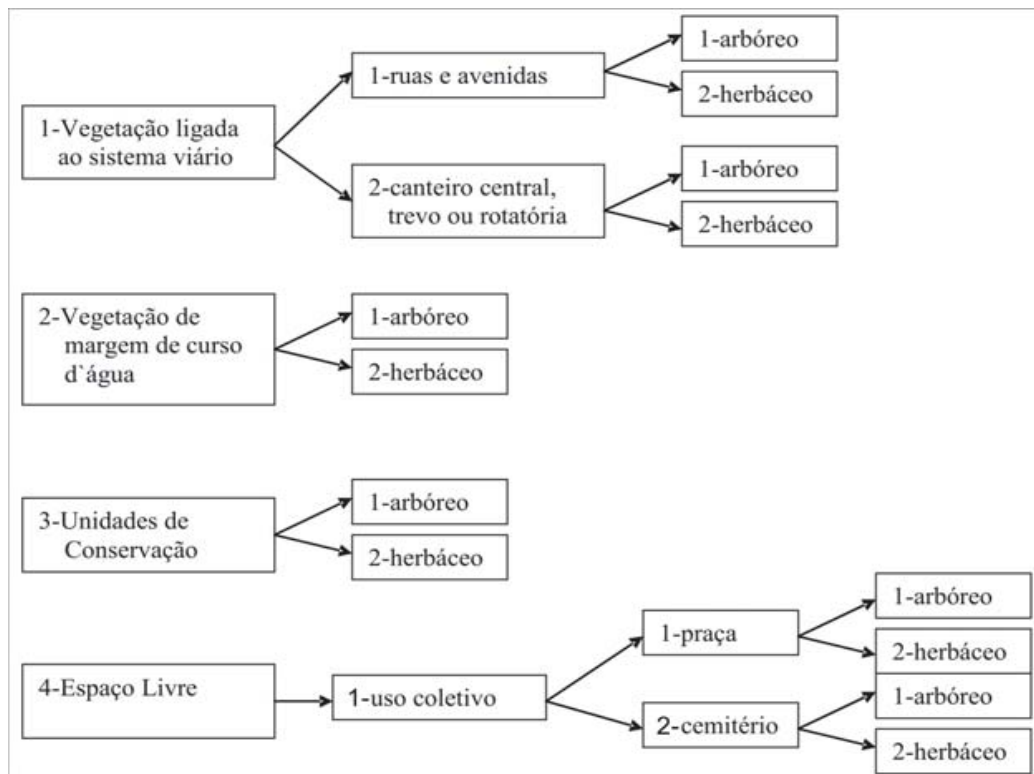 1-Vegetação ligada
ao sistema viário
1-ruas e avenidas
1-arbóreo
2-herbáceo
2-canteiro central,
trevo ou rotatória
1-arbóreo
2-herbáceo
2-Vegetação de
margem de curso
d`água
1-arbóreo
2-herbáceo
3-Unidades de
Conservação
1-arbóreo
2-herbáceo
4-Espaço Livre
1-uso coletivo
1-praça
1-arbóreo
2-herbáceo
2-cemitério
1-arbóreo
2-herbáceo